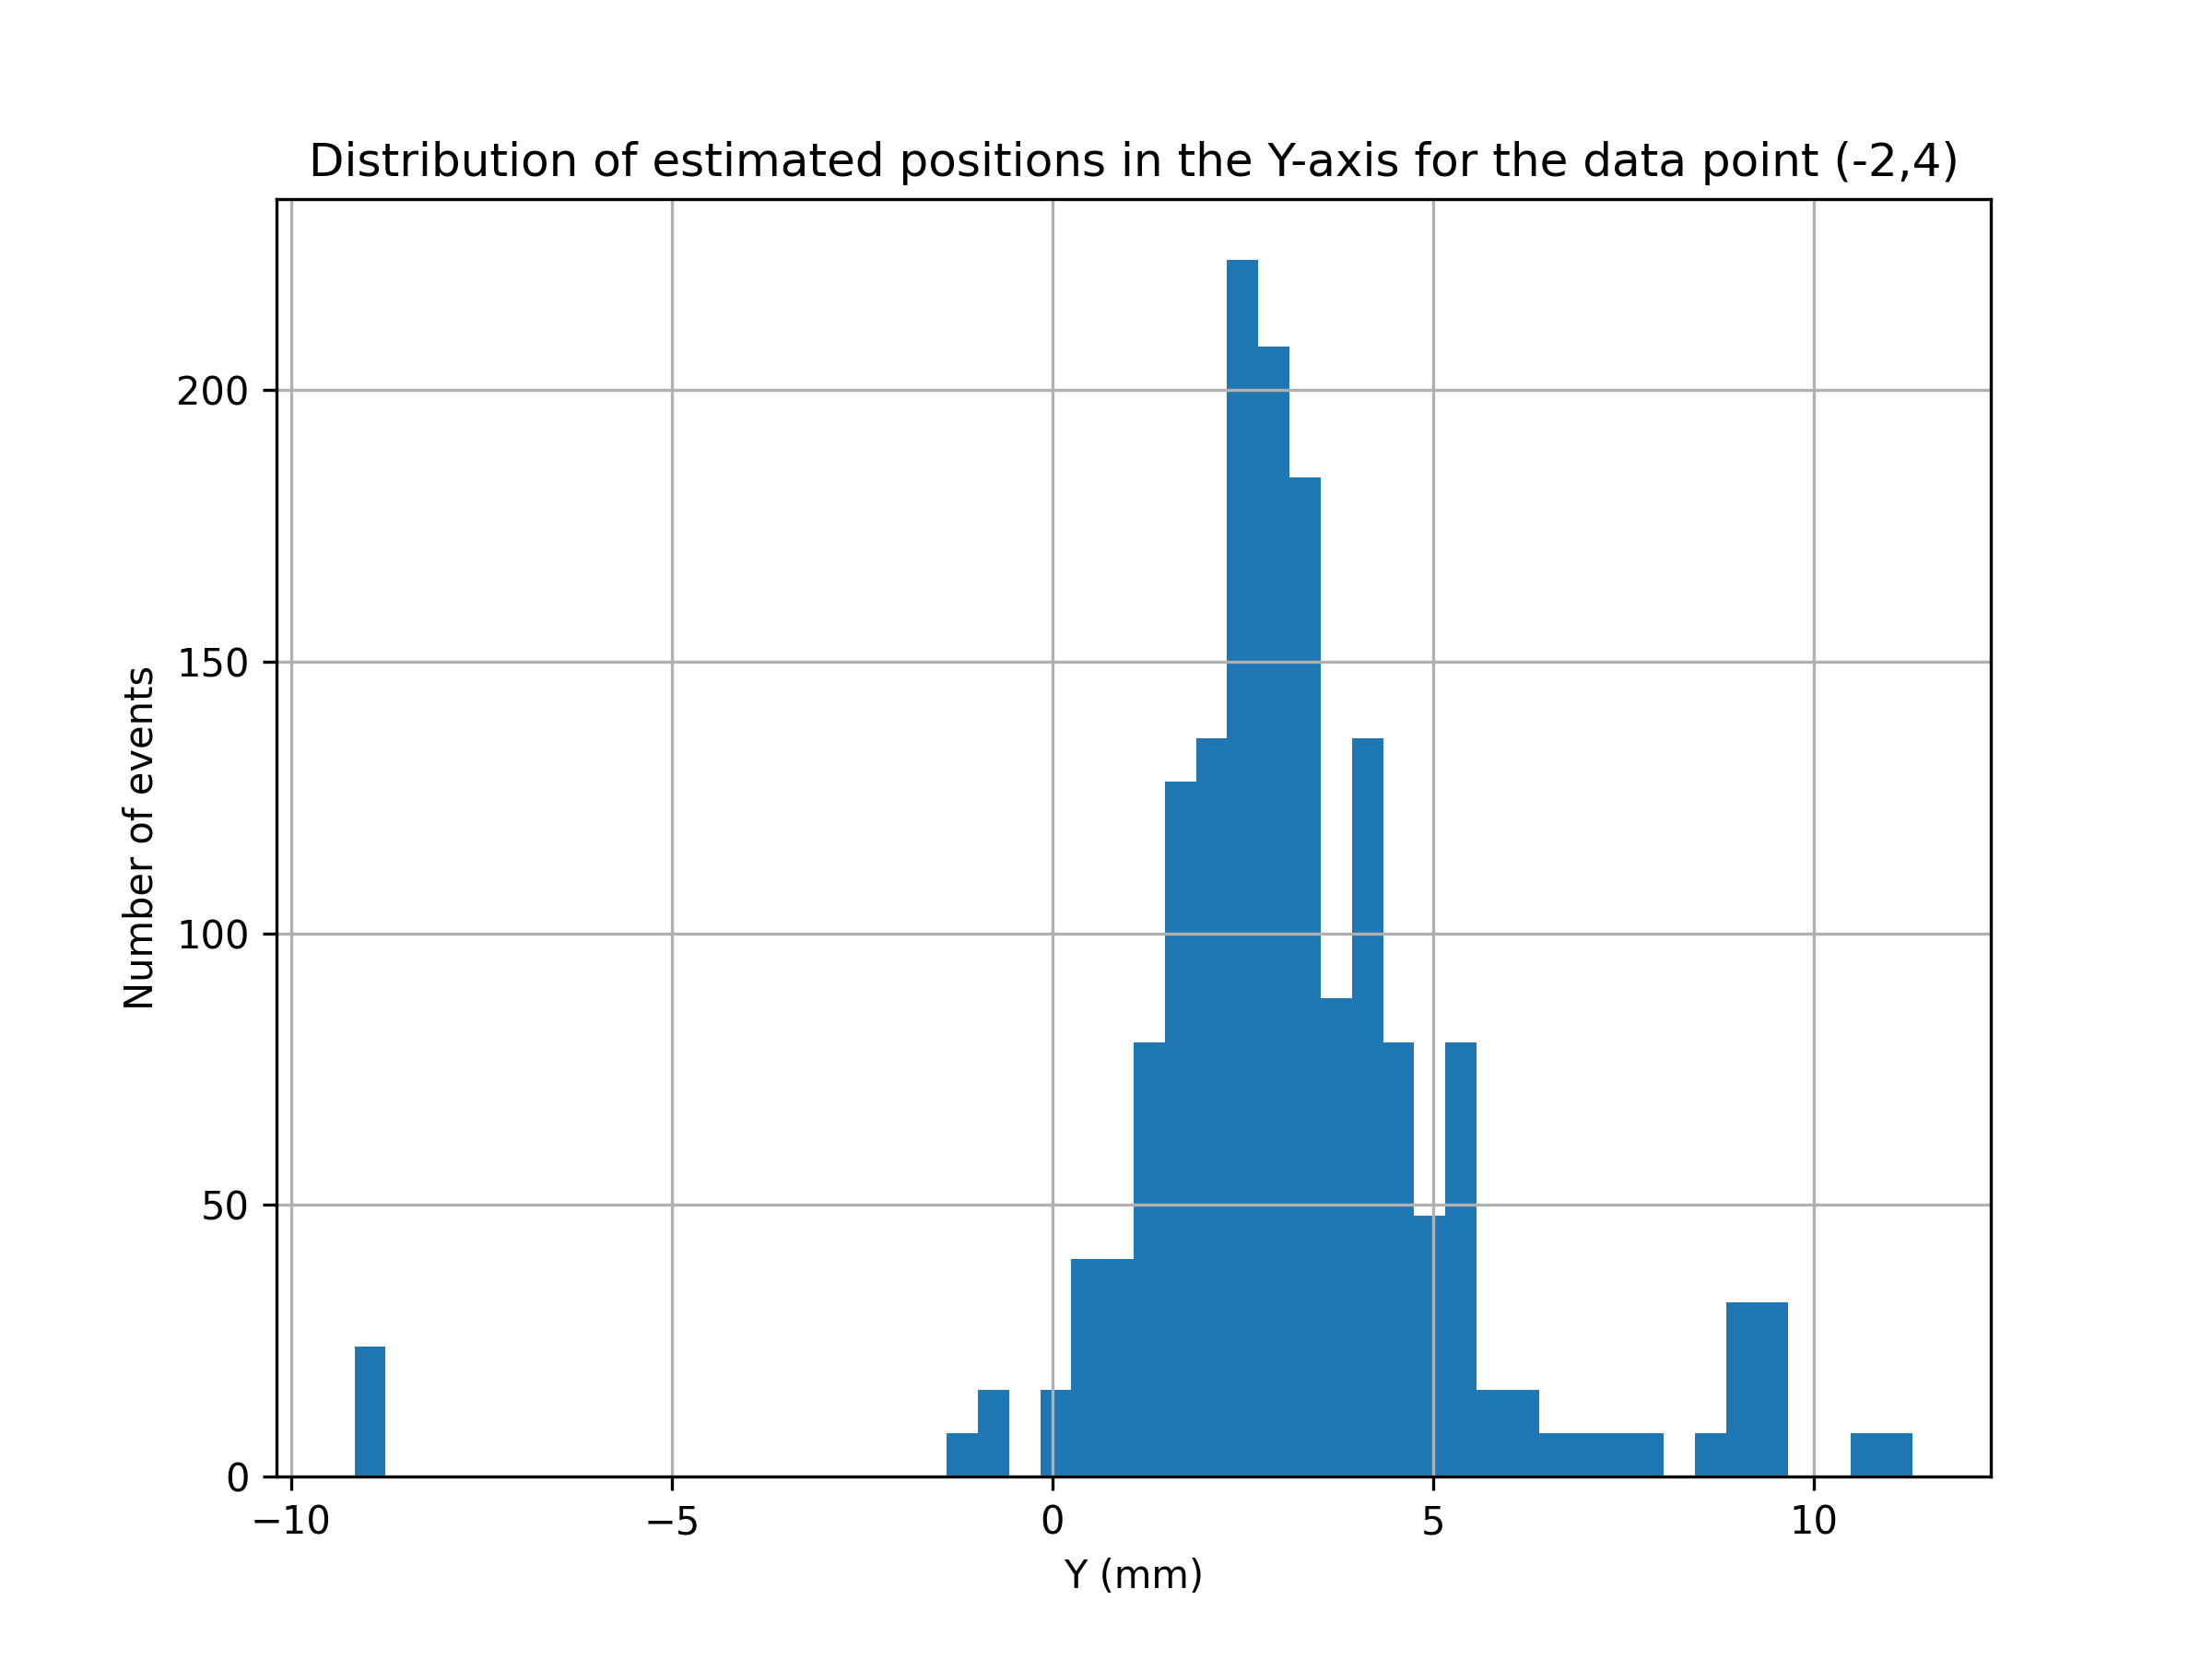 Distribution of estimated positions in the Y-axis for the data point (-2,4)
Number of events
200
150
100
50
0
−10 −5 0 5 10
Y (mm)